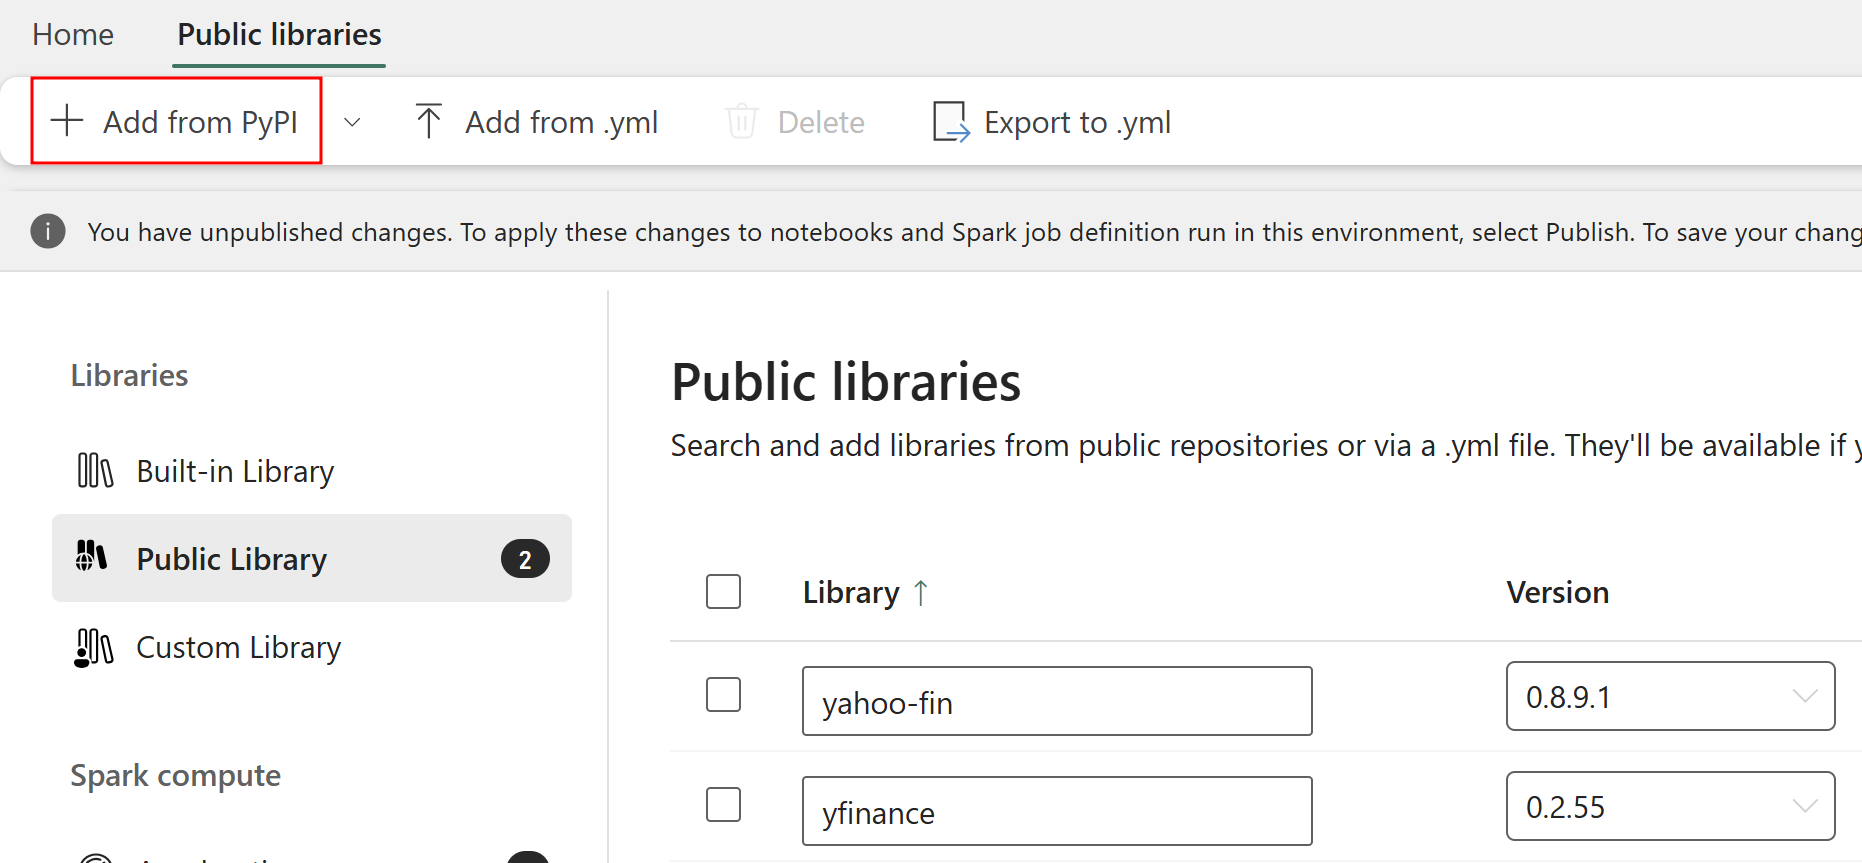 Home Public libraries
Add from PyPI Add from .yml Delete Export to .yml
You have unpublished changes. To apply these changes to notebooks and Spark job definition run in this environment, select Publish. To save your
Libraries
Built-in Library
Public Library 2
Custom Library
Spark compute
Public libraries
Search and add libraries from public repositories or via a .yml file. They'll be available if
Library ↑ Version
yahoo-fin 0.8.9.1
yfinance 0.2.55